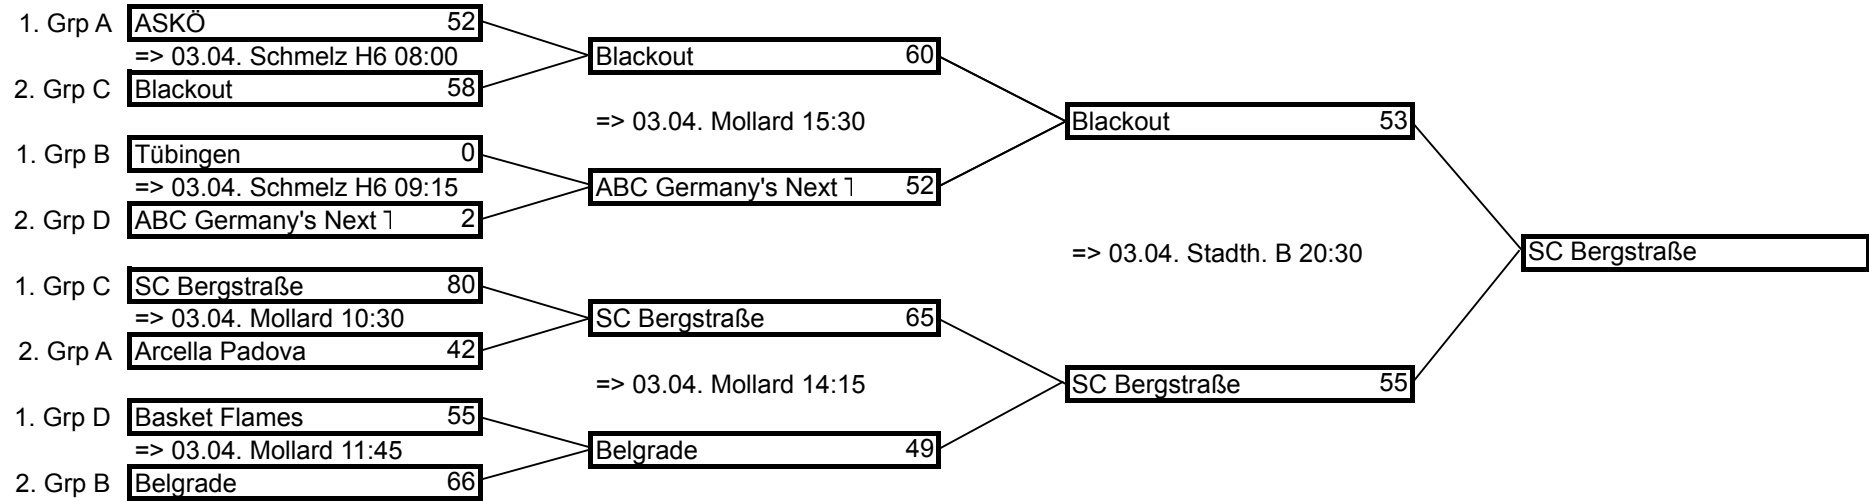 1. Grp A ASKÖ 52
=> 03.04. Schmelz H6 08:00
2. Grp C Blackout 58
1. Grp B Tübingen 0
=> 03.04. Schmelz H6 09:15
2. Grp D ABC Germany's Next 2
1. Grp C SC Bergstraße 80
=> 03.04. Mollard 10:30
2. Grp A Arcella Padova 42
1. Grp D Basket Flames 55
=> 03.04. Mollard 11:45
2. Grp B Belgrade 66
Blackout 60
=> 03.04. Mollard 15:30
ABC Germany's Next 52
SC Bergstraße 65
=> 03.04. Mollard 14:15
Belgrade 49
Blackout 53
=> 03.04. Stadth. B 20:30
SC Bergstraße 55
SC Bergstraße